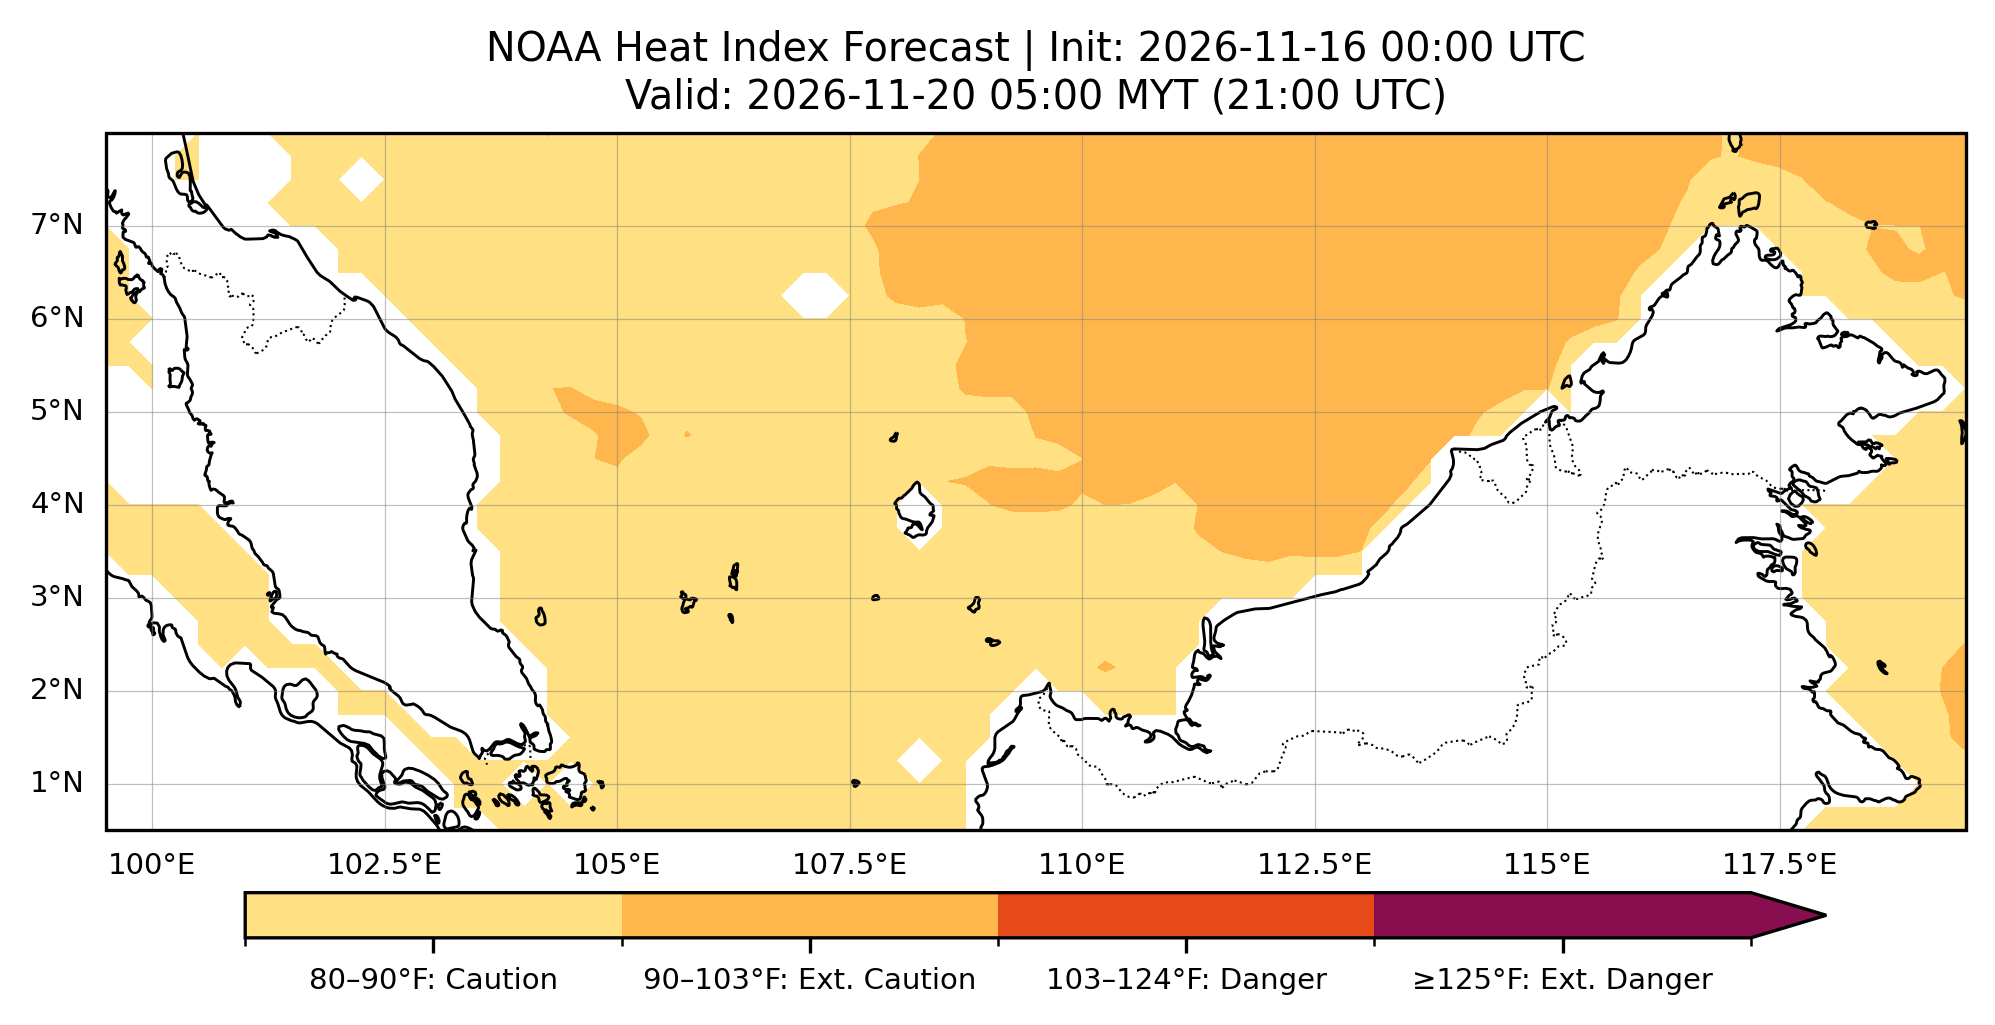 NOAA Heat Index Forecast | Init: 2026-11-16 00:00 UTC
Valid: 2026-11-20 05:00 MYT (21:00 UTC)
7°N
6°N
5°N
4°N
3°N
2°N
1°N
100°E 102.5°E 105°E 107.5°E 110°E 112.5°E 115°E 117.5°E
80–90°F: Caution 90–103°F: Ext. Caution 103–124°F: Danger ≥125°F: Ext. Danger